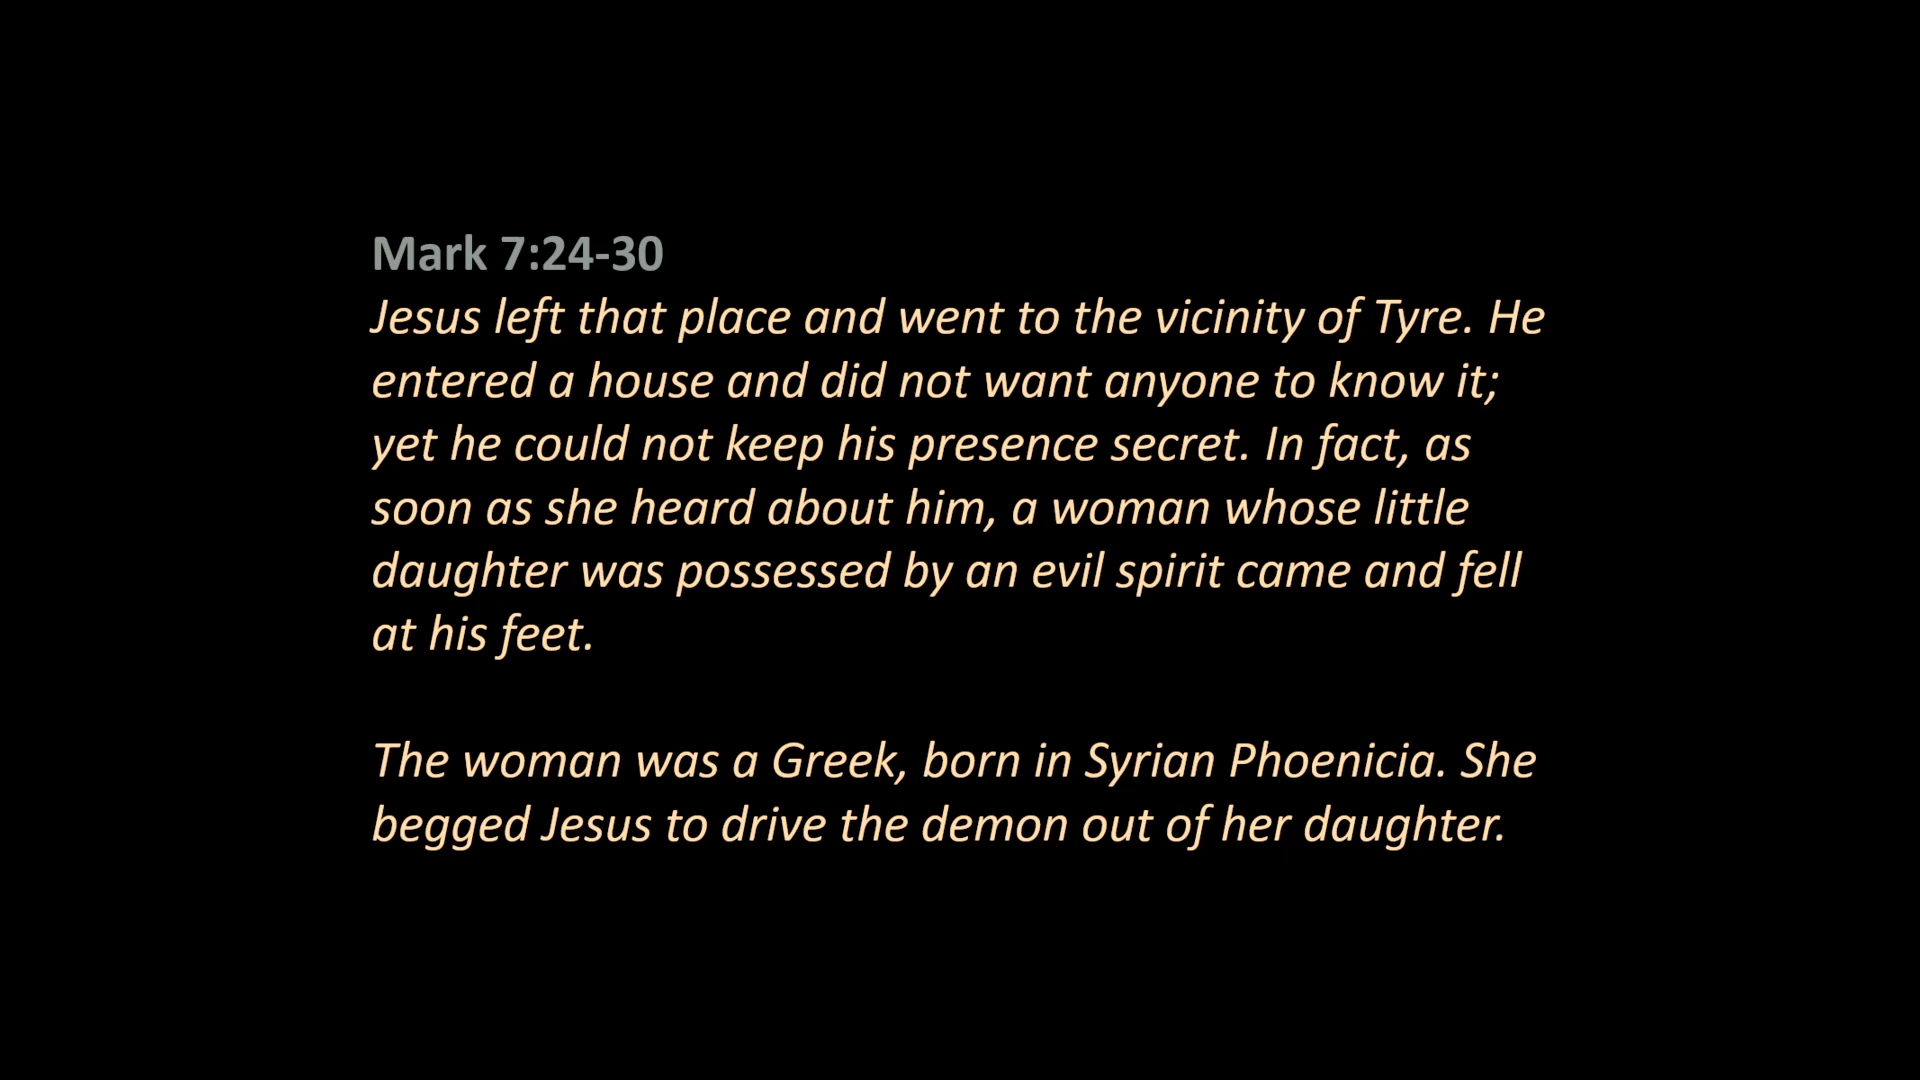 Mark 7:24-30
Jesus left that place and went to the vicinity of Tyre. He
entered a house and did not want anyone to know it;
yet he could not keep his presence secret. In fact, as
soon as she heard about him, a woman whose little
daughter was possessed by an evil spirit came and fell
at his feet.
The woman was a Greek, born in Syrian Phoenicia. She
begged Jesus to drive the demon out of her daughter.